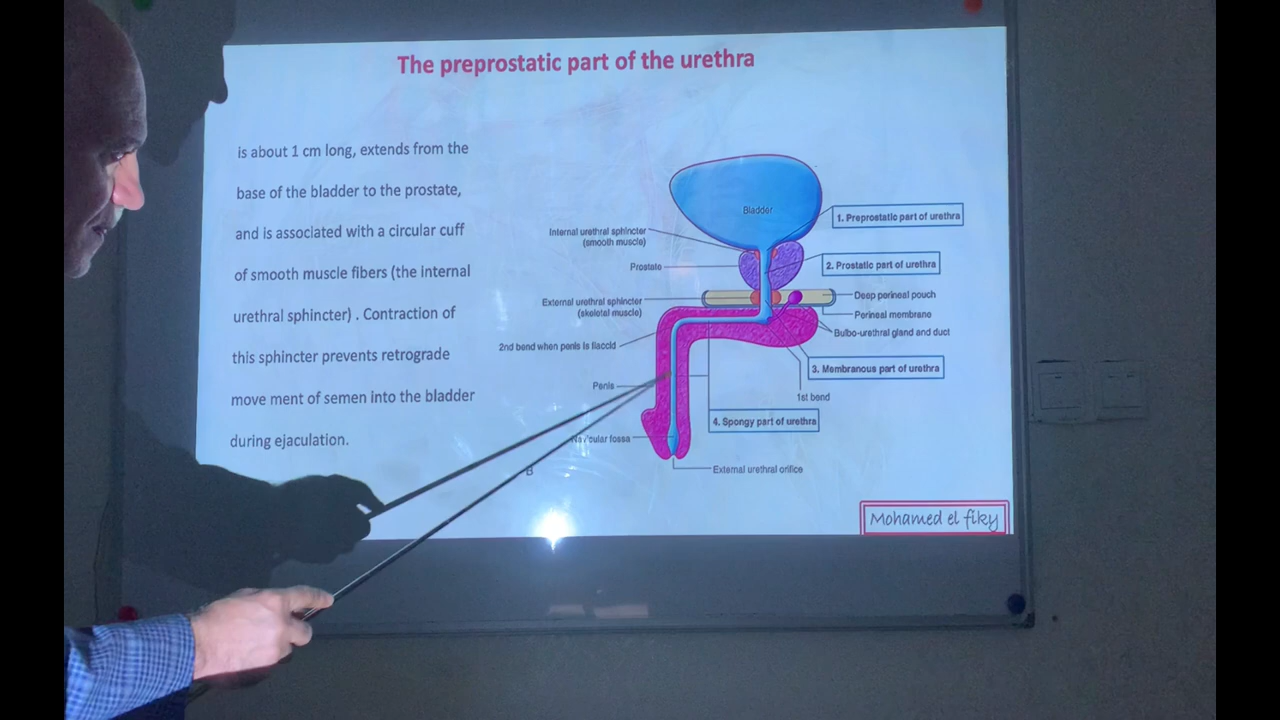 The preprostatic part of the urethra
is about 1 cm long, extends from the
base of the bladder to the prostate,
and is associated with a circular cuff
of smooth muscle fibers (the internal
urethral sphincter) . Contraction of
this sphincter prevents retrograde
move ment of semen into the bladder
during ejaculation.
Bladder
1. Preprostatic part of urethra
Internal urethral sphincter
(smooth muscle)
Prostate
2. Prostatic part of urethra
External urethral sphincter
(skeletal muscle)
Deep perineal pouch
Perineal membrane
Bulbo-urethral gland and duct
2nd bend when penis is flaccid
3. Membranous part of urethra
Penis
1st bend
4. Spongy part of urethra
Navicular fossa
External urethral orifice
B
Mohamed el fiky